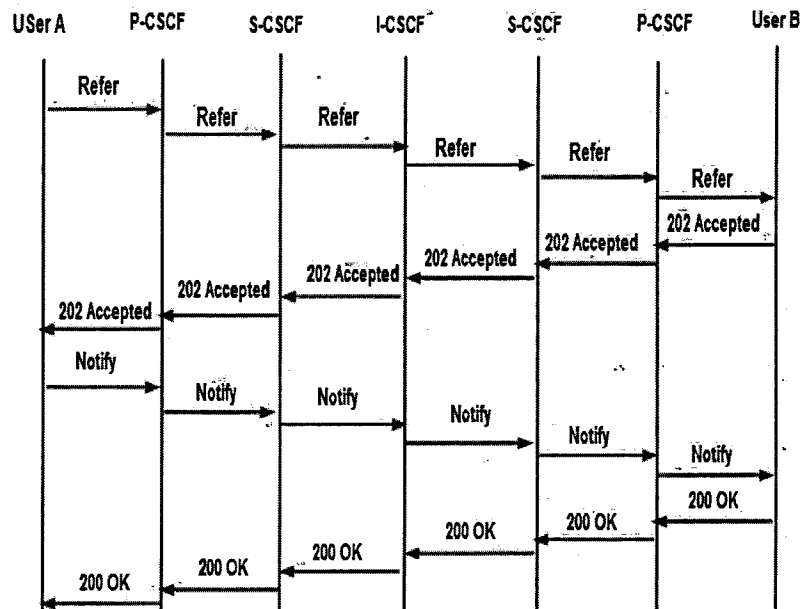 USer A P-CSCF S-CSCF I-CSCF S-CSCF P-CSCF User B
Refer
Refer
Refer
Refer
Refer
Refer
202 Accepted
202 Accepted
202 Accepted
202 Accepted
202 Accepted
202 Accepted
Notify
Notify
Notify
Notify
Notify
Notify
200 OK
200 OK
200 OK
200 OK
200 OK
200 OK